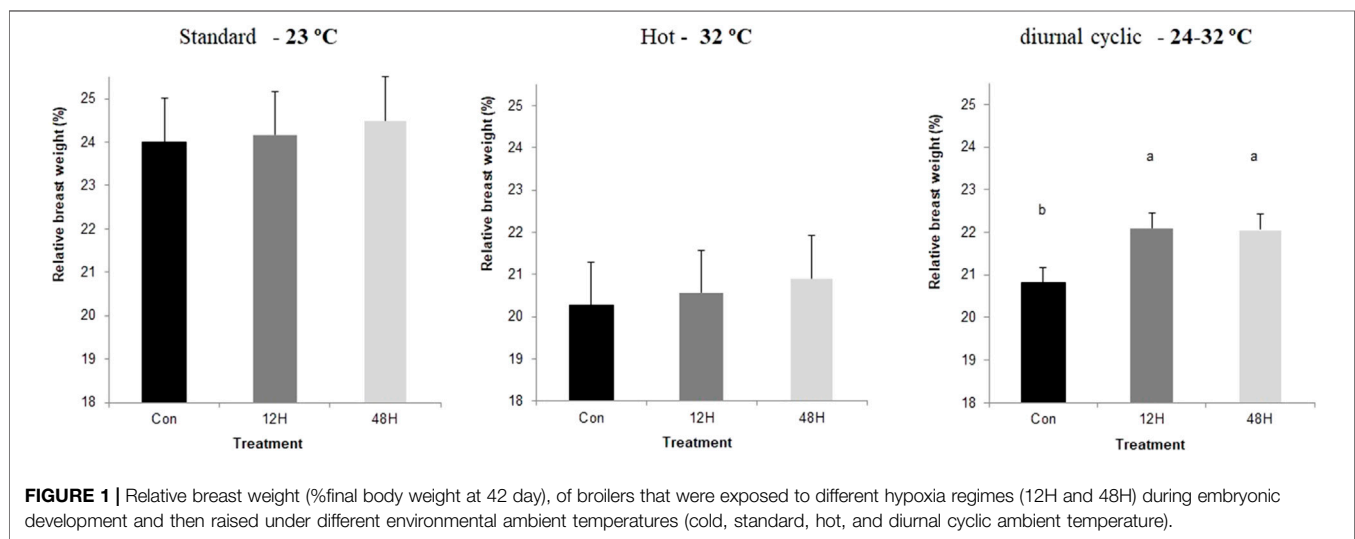 Standard - 23 ºC
Relative breast weight (%)
25
24
23
22
21
20
19
18
Con 12H 48H
Treatment
Hot - 32 ºC
Relative breast weight (%)
25
24
23
22
21
20
19
18
Con 12H 48H
Treatment
diurnal cyclic - 24-32 ºC
Relative breast weight (%)
25
24
23
22
21
20
19
18
b a a
Con 12H 48H
Treatment
FIGURE 1 | Relative breast weight (%final body weight at 42 day), of broilers that were exposed to different hypoxia regimes (12H and 48H) during embryonic
development and then raised under different environmental ambient temperatures (cold, standard, hot, and diurnal cyclic ambient temperature).